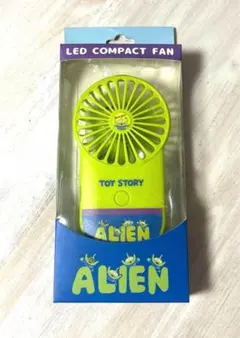 LED COMPACT FAN
TOY STORY
ALIEN
ALIEN